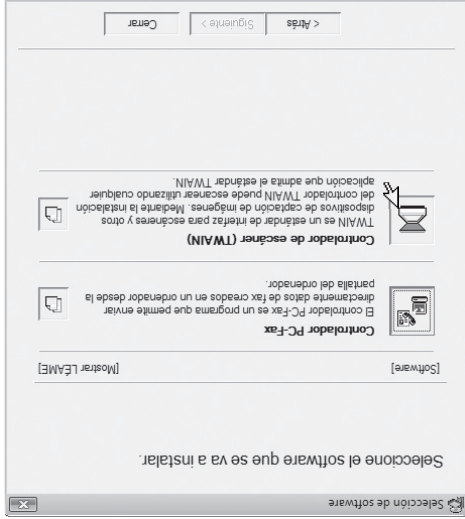 Selección de software
Seleccione el software que se va a instalar.
[Software] [Mostrar LÉAME]
Controlador PC-Fax
El controlador PC-Fax es un programa que permite enviar
directamente datos de fax creados en un ordenador desde la
pantalla del ordenador.
Controlador de escáner (TWAIN)
TWAIN es un estándar de interfaz para escáneres y otros
dispositivos de captación de imágenes. Mediante la instalación
del controlador TWAIN puede escanear utilizando cualquier
aplicación que admita el estándar TWAIN.
< Atrás Siguiente > Cerrar